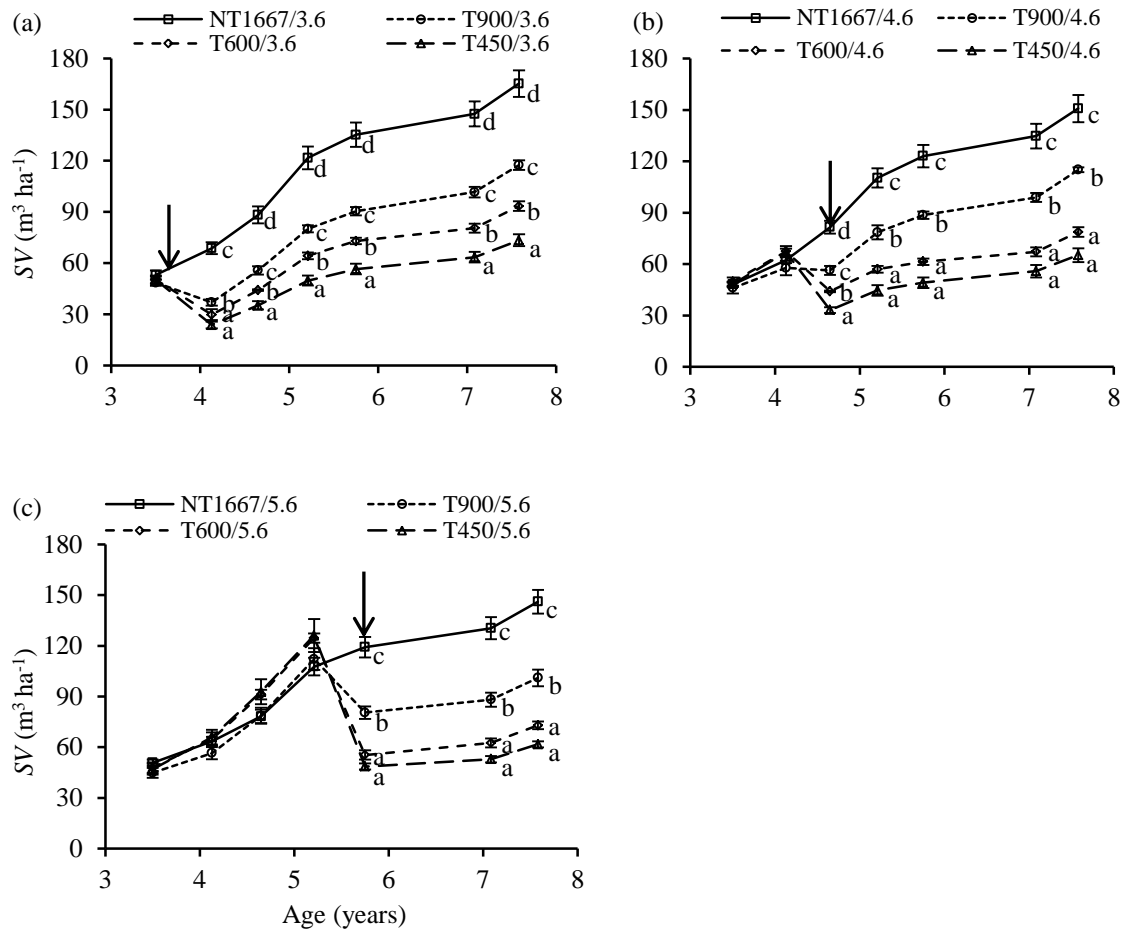 (a) NT1667/3.6 T900/3.6
T600/3.6 T450/3.6
180
150
120
90
60
30
0
SV (m³ ha⁻¹)
d
d
d
d
d
c
c
c
c
c
c
b
b
b
b
b
b
a
a
a
a
a
a
a
3 4 5 6 7 8
(b) NT1667/4.6 T900/4.6
T600/4.6 T450/4.6
180
150
120
90
60
30
0
d
c
c
c
c
c
b
b
b
b
b
a
a
a
a
a
a
a
a
a
3 4 5 6 7 8
(c) NT1667/5.6 T900/5.6
T600/5.6 T450/5.6
180
150
120
90
60
30
0
SV (m³ ha⁻¹)
c
c
c
b
b
b
a
a
a
a
a
a
3 4 5 6 7 8
Age (years)